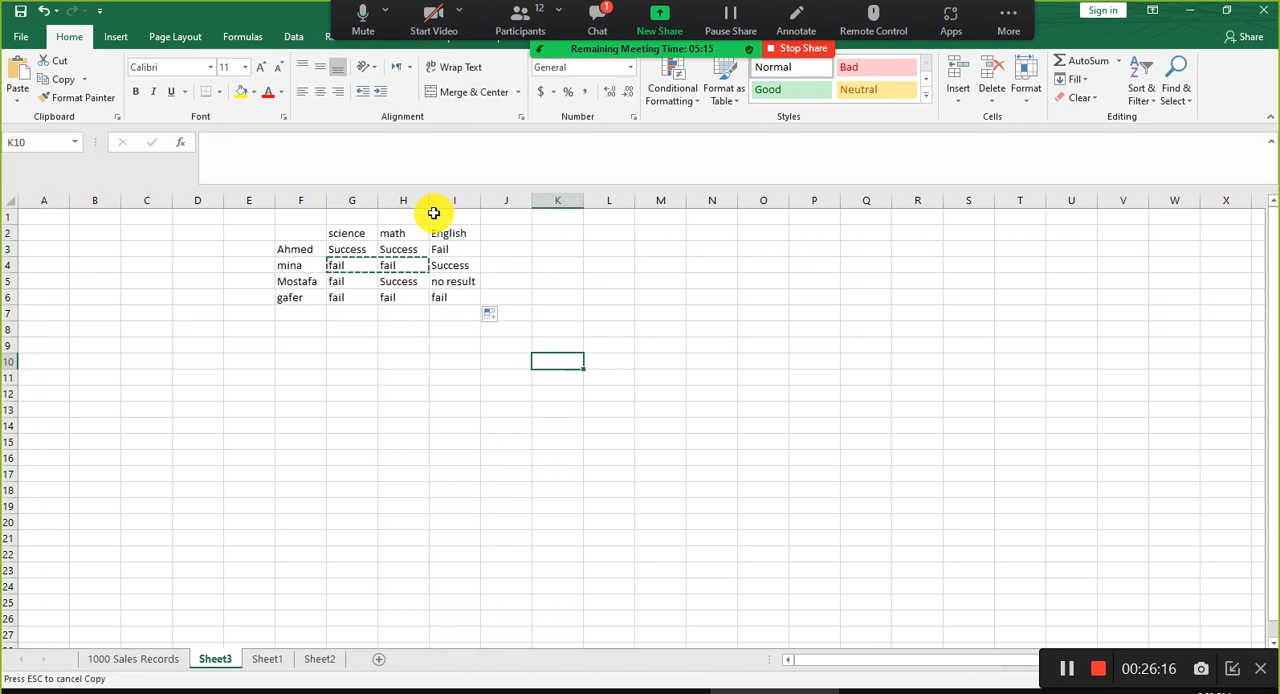 Mute
Start Video
12
Participants
1
Chat
New Share
Pause Share
Annotate
Remote Control
Apps
More
Sign in
Remaining Meeting Time: 05:15
Stop Share
File
Home
Insert
Page Layout
Formulas
Data
Share
Paste
Cut
Copy
Format Painter
Calibri
11
Wrap Text
Merge & Center
General
Conditional
Formatting
Format as
Table
Normal
Bad
Good
Neutral
Insert
Delete
Format
AutoSum
Fill
Clear
Sort &
Filter
Find &
Select
Clipboard
Font
Alignment
Number
Styles
Cells
Editing
K10
fx
A B C D E F G H I J K L M N O P Q R S T U V W X
1
2 science math English
3 Ahmed Success Success Fail
4 mina fail fail Success
5 Mostafa fail Success no result
6 gafer fail fail fail
7
8
9
10
11
12
13
14
15
16
17
18
19
20
21
22
23
24
25
26
27
1000 Sales Records Sheet3 Sheet1 Sheet2
Press ESC to cancel Copy
00:26:16